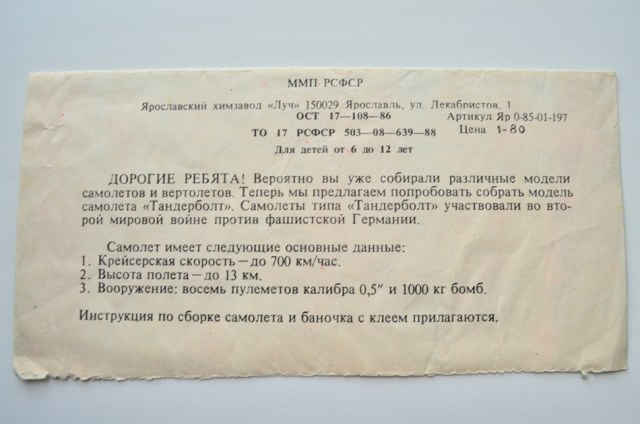 ММП РСФСР
Ярославский химзавод «Луч» 150029 Ярославль, ул. Декабристов, 1
ОСТ 17—108—86 Артикул Яр 0-85-01-197
ТО 17 РСФСР 503—08—639—88 Цена 1-80
Для детей от 6 до 12 лет
ДОРОГИЕ РЕБЯТА! Вероятно вы уже собирали различные модели
самолетов и вертолетов. Теперь мы предлагаем попробовать собрать модель
самолета «Тандерболт». Самолеты типа «Тандерболт» участвовали во вто-
рой мировой войне против фашистской Германии.
Самолет имеет следующие основные данные:
1. Крейсерская скорость—до 700 км/час.
2. Высота полета—до 13 км.
3. Вооружение: восемь пулеметов калибра 0,5" и 1000 кг бомб.
Инструкция по сборке самолета и баночка с клеем прилагаются.